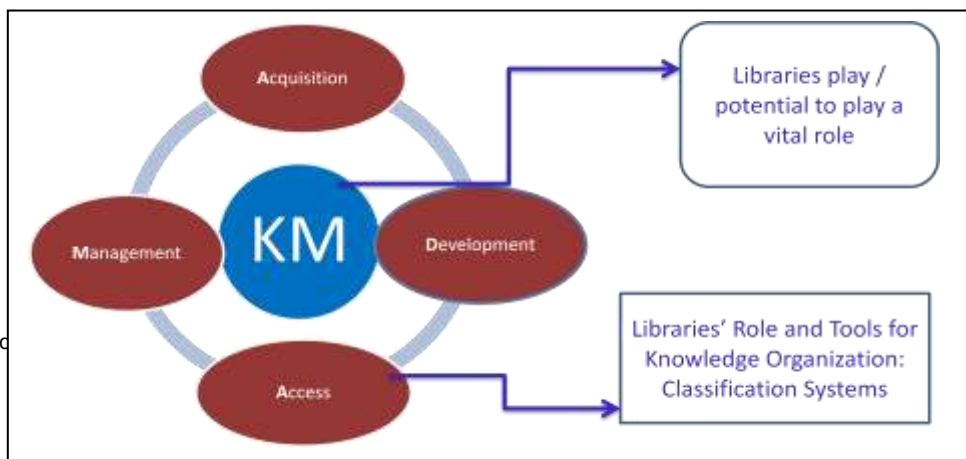 Acquisition
Libraries play /
potential to play a
vital role
KM
Management
Development
Libraries' Role and Tools for
Knowledge Organization:
Classification Systems
Access